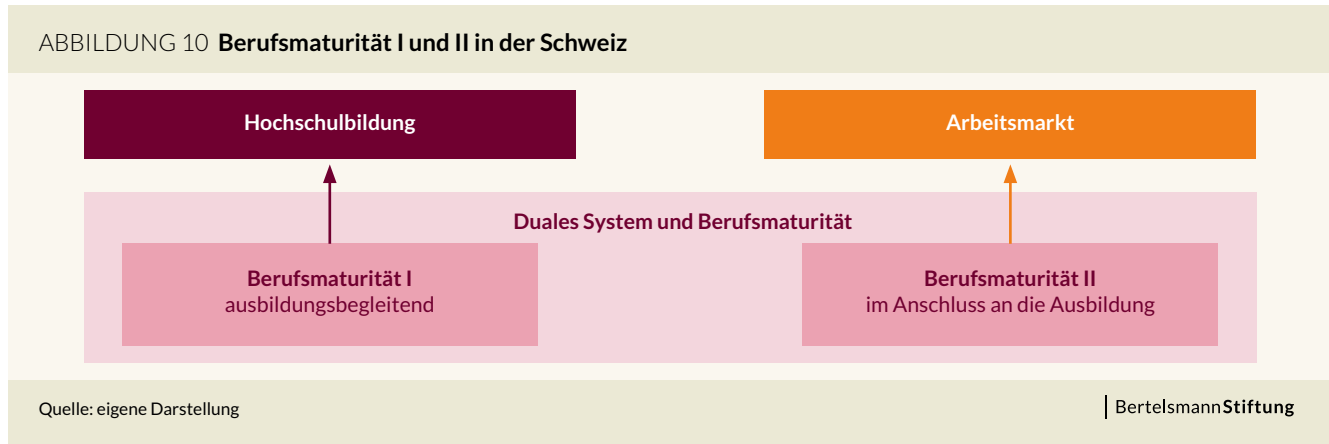 ABBILDUNG 10 Berufsmaturität I und II in der Schweiz
Hochschulbildung
Arbeitsmarkt
Duales System und Berufsmaturität
Berufsmaturität I
ausbildungsbegleitend
Berufsmaturität II
im Anschluss an die Ausbildung
Quelle: eigene Darstellung
BertelsmannStiftung